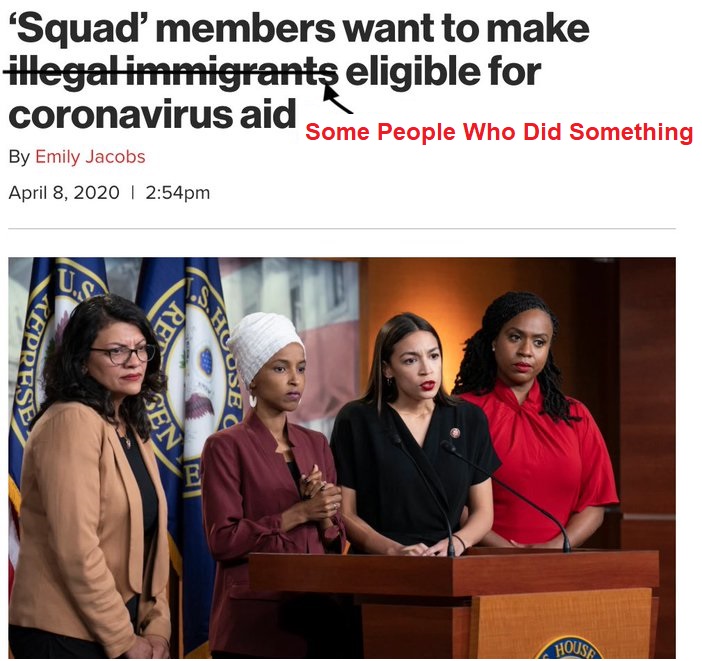 ‘Squad’ members want to make
illegal immigrants eligible for
coronavirus aid
Some People Who Did Something
By Emily Jacobs
April 8, 2020 | 2:54pm
U.S.
REPRESE
U.S. HOUSE
HOUSE